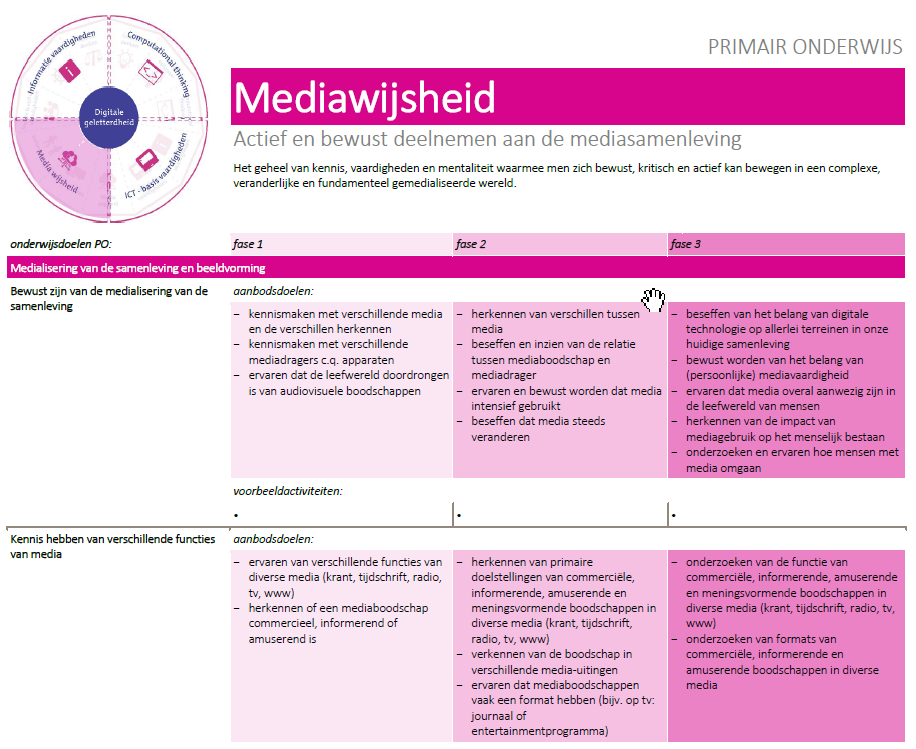 Informatie vaardigheden
Computational thinking
Digitale
geletterdheid
Media wijsheid
ICT - basis vaardigheden
PRIMAIR ONDERWIJS
Mediawijsheid
Actief en bewust deelnemen aan de mediasamenleving
Het geheel van kennis, vaardigheden en mentaliteit waarmee men zich bewust, kritisch en actief kan bewegen in een complexe,
veranderlijke en fundamenteel gemedialiseerde wereld.
onderwijsdoelen PO:
fase 1
fase 2
fase 3
Medialisering van de samenleving en beeldvorming
Bewust zijn van de medialisering van de
samenleving
aanbodsdoelen:
– kennismaken met verschillende media
en de verschillen herkennen
– kennismaken met verschillende
mediadragers c.q. apparaten
– ervaren dat de leefwereld doordrongen
is van audiovisuele boodschappen
– herkennen van verschillen tussen
media
– beseffen en inzien van de relatie
tussen mediaboodschap en
mediadrager
– ervaren en bewust worden dat media
intensief gebruikt
– beseffen dat media steeds
veranderen
– beseffen van het belang van digitale
technologie op allerlei terreinen in onze
huidige samenleving
– bewust worden van het belang van
(persoonlijke) mediavaardigheid
– ervaren dat media overal aanwezig zijn in
de leefwereld van mensen
– herkennen van de impact van
mediagebruik op het menselijk bestaan
– onderzoeken en ervaren hoe mensen met
media omgaan
voorbeeldactiviteiten:
•
•
•
Kennis hebben van verschillende functies
van media
aanbodsdoelen:
– ervaren van verschillende functies van
diverse media (krant, tijdschrift, radio,
tv, www)
– herkennen of een mediaboodschap
commercieel, informerend of
amuserend is
– herkennen van primaire
doelstellingen van commerciële,
informerende, amuserende en
meningsvormende boodschappen in
diverse media (krant, tijdschrift,
radio, tv, www)
– verkennen van de boodschap in
verschillende media-uitingen
– ervaren dat mediaboodschappen
vaak een format hebben (bijv. op tv:
journaal of
entertainmentprogramma)
– onderzoeken van de functie van
commerciële, informerende, amuserende
en meningsvormende boodschappen in
diverse media (krant, tijdschrift, radio, tv,
www)
– onderzoeken van formats van
commerciële, informerende en
amuserende boodschappen in diverse
media